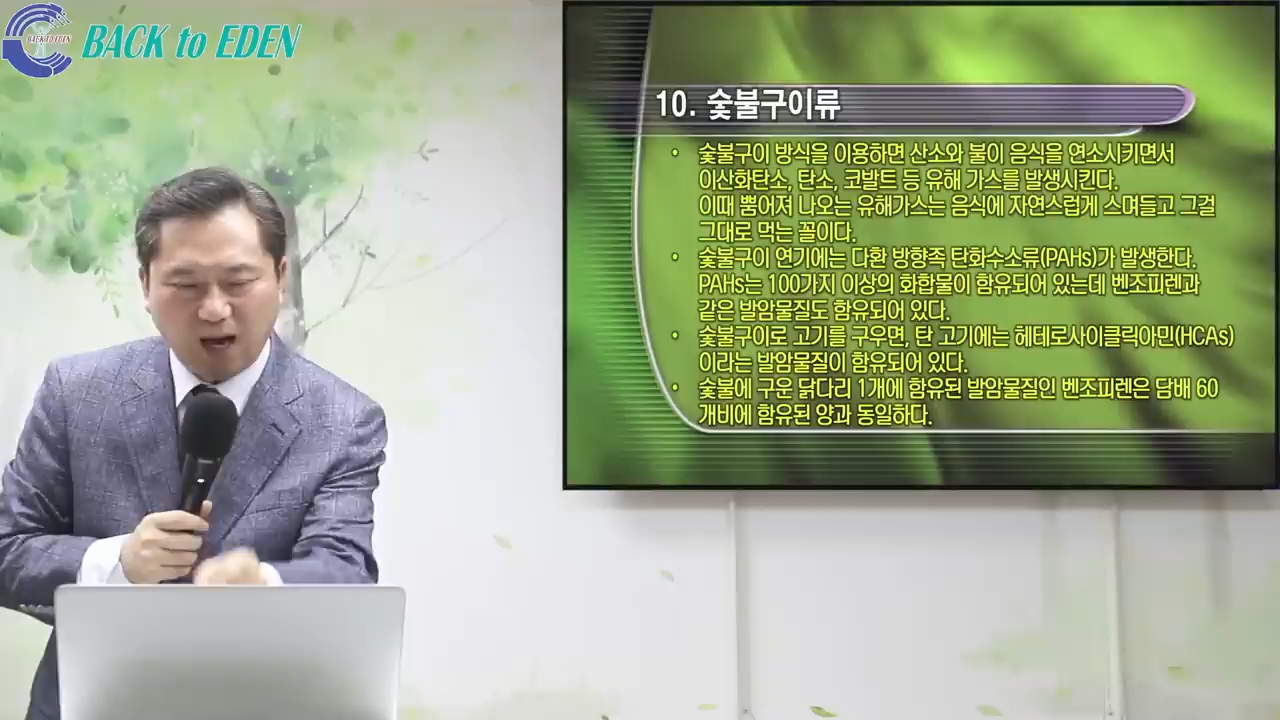 BACK TO EDEN
BACK to EDEN
10. 숯불구이류
• 숯불구이 방식을 이용하면 산소와 불이 음식을 연소시키면서
이산화탄소, 탄소, 코발트 등 유해 가스를 발생시킨다.
이때 뿜어져 나오는 유해가스는 음식에 자연스럽게 스며들고 그걸
그대로 먹는 꼴이다.
• 숯불구이 연기에는 다환 방향족 탄화수소류(PAHs)가 발생한다.
PAHs는 100가지 이상의 화합물이 함유되어 있는데 벤조피렌과
같은 발암물질도 함유되어 있다.
• 숯불구이로 고기를 구우면, 탄 고기에는 헤테로사이클릭아민(HCAs)
이라는 발암물질이 함유되어 있다.
• 숯불에 구운 닭다리 1개에 함유된 발암물질인 벤조피렌은 담배 60
개비에 함유된 양과 동일하다.